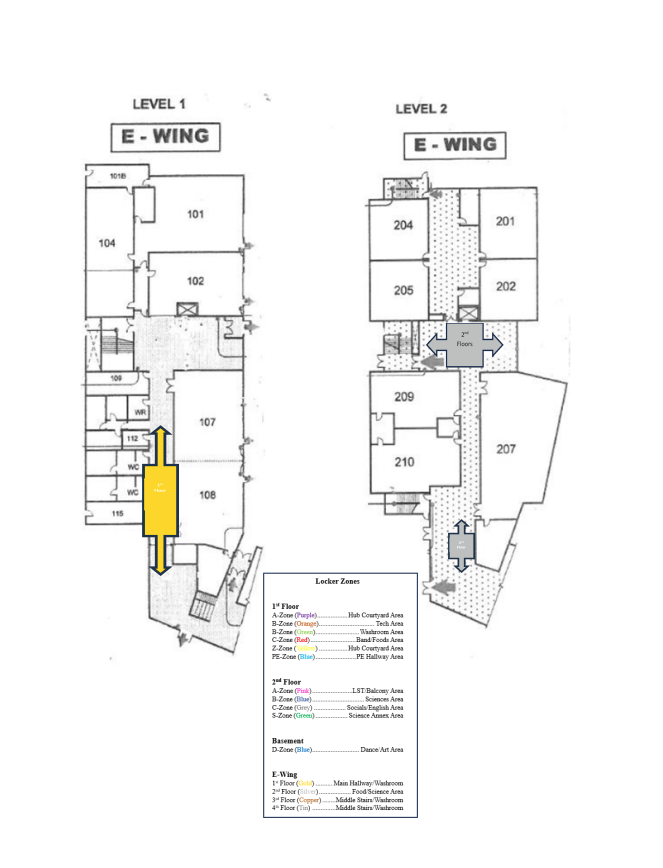 LEVEL 1
E - WING
101B
101
104
102
109
WR
107
112
WC
108
WC
115
LEVEL 2
E - WING
204
201
205
202
2nd
Floors
209
207
210
Locker Zones
1st Floor
A-Zone (Purple)..............Hub Courtyard Area
B-Zone (Orange)..............Tech Area
B-Zone (Green)..............Washroom Area
C-Zone (Red)..............Band/Foods Area
Z-Zone (Yellow)..............Hub Courtyard Area
PE-Zone (Blue)..............PE Hallway Area
2nd Floor
A-Zone (Pink)..............LST/Balcony Area
B-Zone (Blue)..............Sciences Area
C-Zone (Grey)..............Socials/English Area
S-Zone (Green)..............Science Annex Area
Basement
D-Zone (Blue)..............Dance/Art Area
E-Wing
1st Floor (Gold)..........Main Hallway/Washroom
2nd Floor (Silver)..............Food/Science Area
3rd Floor (Copper)........Middle Stairs/Washroom
4th Floor (Tin)..........Middle Stairs/Washroom